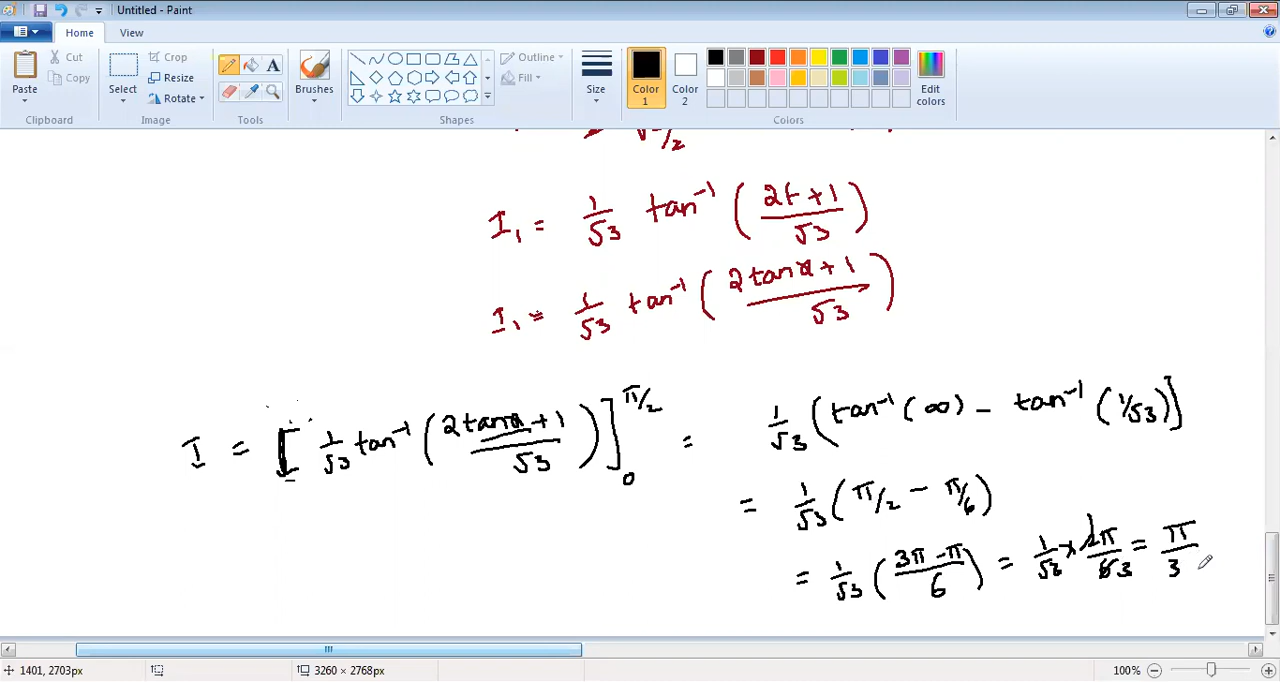 Untitled - Paint
Home View
Paste Cut Copy Clipboard
Select Crop Resize Rotate Image
Tools
Brushes
Shapes Outline Fill
Size
Color 1 Color 2 Edit colors Colors
√3/2
I₁ = 1/√3 tan⁻¹ ( (2t + 1)/√3 )
I₁ = 1/√3 tan⁻¹ ( (2tanx + 1)/√3 )
I = [ 1/√3 tan⁻¹ ( (2tanx + 1)/√3 ) ]₀^π/2 = 1/√3 ( tan⁻¹ (∞) - tan⁻¹ (1/√3) ]
= 1/√3 ( π/2 - π/6 )
= 1/√3 ( (3π - π)/6 ) = 1/√3 × 2π/6 3 = π/3
1401, 2703px 3260 × 2768px 100%